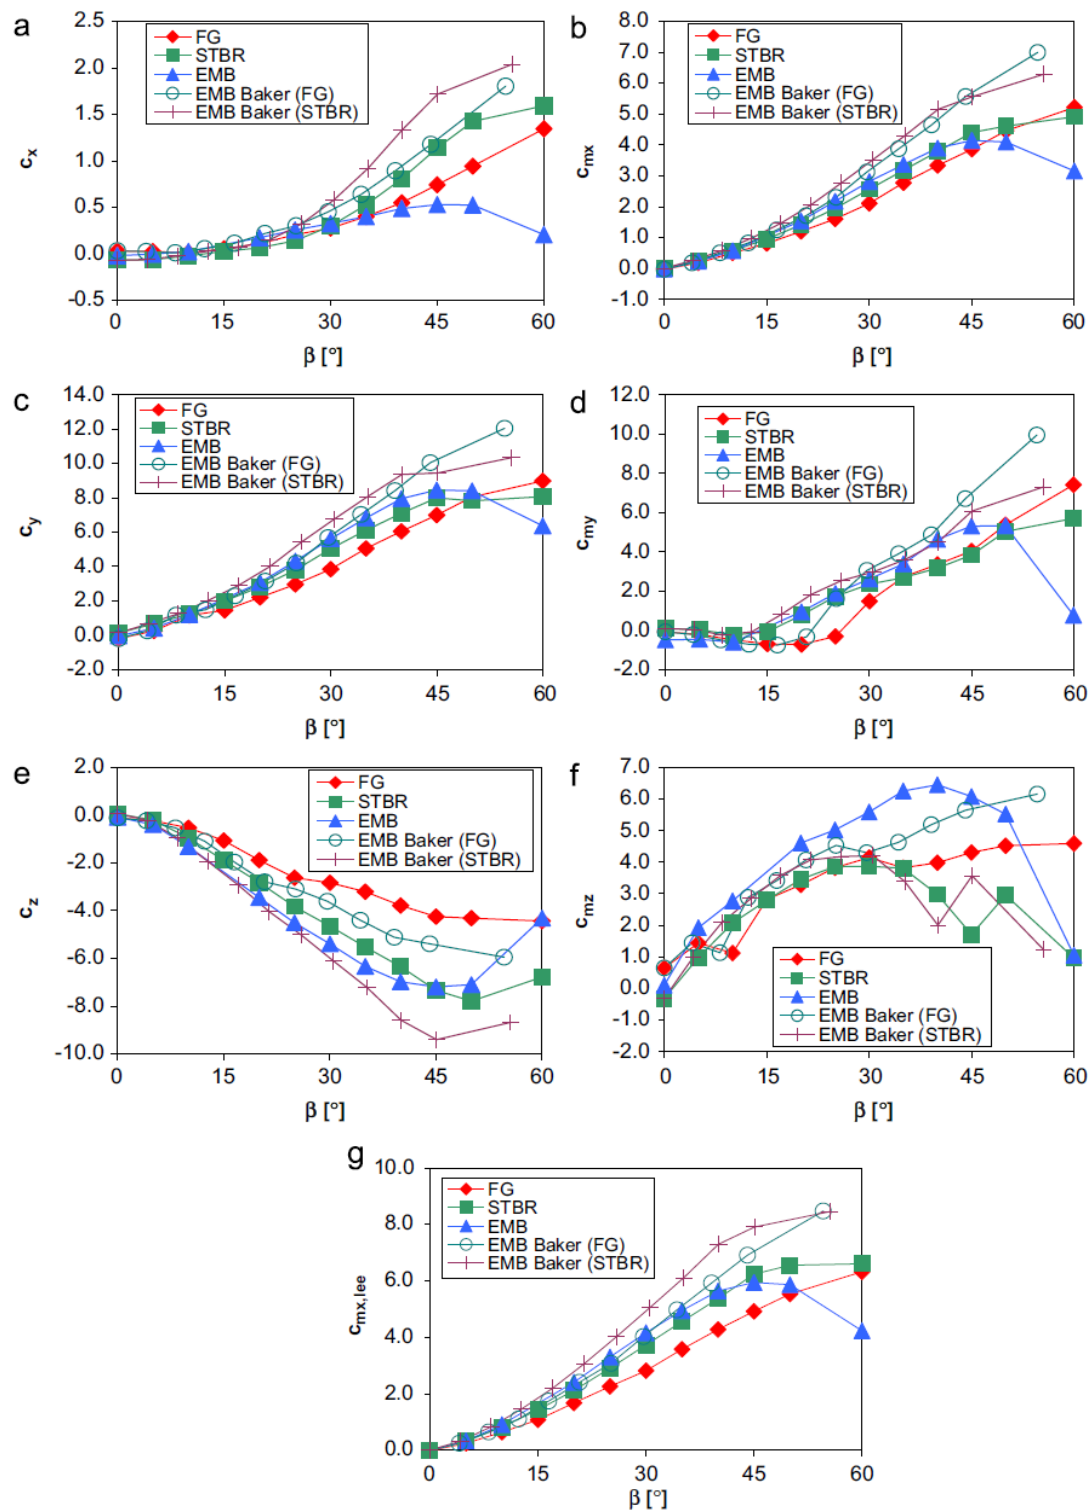 a
2.5
2.0
1.5
1.0
0.5
0.0
-0.5
cx
FG
STBR
EMB
EMB Baker (FG)
EMB Baker (STBR)
0 15 30 45 60
β [°]
b
8.0
7.0
6.0
5.0
4.0
3.0
2.0
1.0
0.0
-1.0
cmx
FG
STBR
EMB
EMB Baker (FG)
EMB Baker (STBR)
0 15 30 45 60
β [°]
c
14.0
12.0
10.0
8.0
6.0
4.0
2.0
0.0
-2.0
cy
FG
STBR
EMB
EMB Baker (FG)
EMB Baker (STBR)
0 15 30 45 60
β [°]
d
12.0
10.0
8.0
6.0
4.0
2.0
0.0
-2.0
cmy
FG
STBR
EMB
EMB Baker (FG)
EMB Baker (STBR)
0 15 30 45 60
β [°]
e
2.0
0.0
-2.0
-4.0
-6.0
-8.0
-10.0
cz
FG
STBR
EMB
EMB Baker (FG)
EMB Baker (STBR)
0 15 30 45 60
β [°]
f
7.0
6.0
5.0
4.0
3.0
2.0
1.0
0.0
-1.0
-2.0
cmz
FG
STBR
EMB
EMB Baker (FG)
EMB Baker (STBR)
0 15 30 45 60
β [°]
g
10.0
8.0
6.0
4.0
2.0
0.0
cmx,lee
FG
STBR
EMB
EMB Baker (FG)
EMB Baker (STBR)
0 15 30 45 60
β [°]